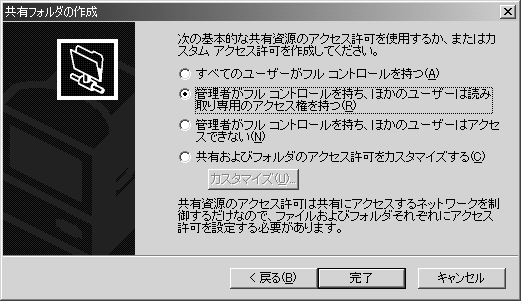 共有フォルダの作成
次の基本的な共有資源のアクセス許可を使用するか、またはカ
スタム アクセス許可を作成してください。
すべてのユーザーがフル コントロールを持つ(A)
管理者がフル コントロールを持ち、ほかのユーザーは読み
取り専用のアクセス権を持つ(R)
管理者がフル コントロールを持ち、ほかのユーザーはアクセ
スできない(N)
共有およびフォルダのアクセス許可をカスタマイズする(C)
カスタマイズ(U)...
共有資源のアクセス許可は共有にアクセスするネットワークを制
御するだけなので、ファイルおよびフォルダそれぞれにアクセス
許可を設定する必要があります。
< 戻る(B)
完了
キャンセル